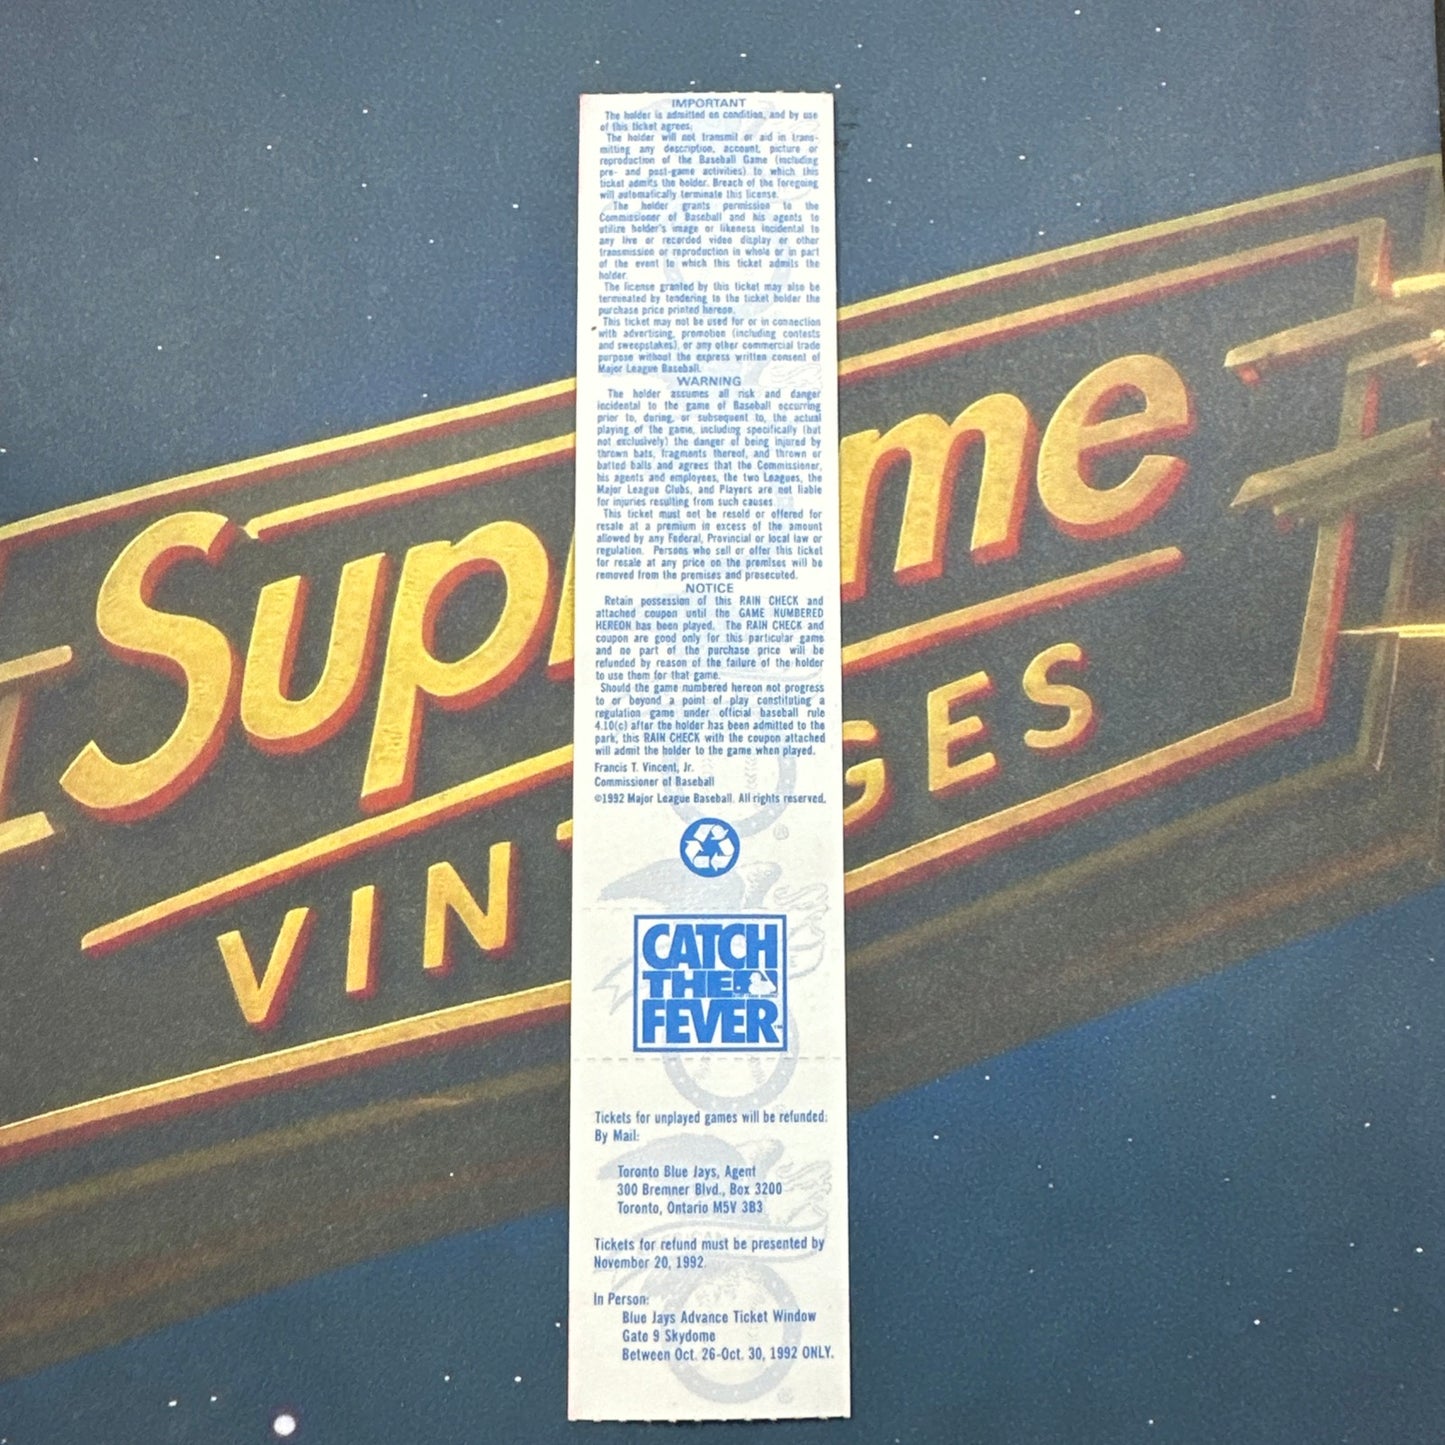 IMPORTANT
The holder is admitted on condition, and by use
of this ticket agrees:
The holder will not transmit or aid in trans-
mitting any description, account, picture or
reproduction of the Baseball Game (including
pre- and post-game activities) to which this
ticket admits the holder. Breach of the foregoing
will automatically terminate this license.
The holder grants permission to the
Commissioner of Baseball and his agents to
utilize holder's image or likeness incidental to
any live or recorded video display or other
transmission or reproduction in whole or in part
of the event to which this ticket admits the
holder.
The license granted by this ticket may also be
terminated by tendering to the ticket holder the
purchase price printed hereon.
This ticket may not be used for or in connection
with advertising, promotion (including contests
and sweepstakes), or any other commercial trade
purpose without the express written consent of
Major League Baseball.
WARNING
The holder assumes all risk and danger
incidental to the game of Baseball occurring
prior to, during, or subsequent to, the actual
playing of the game, including specifically (but
not exclusively) the danger of being injured by
thrown bats, fragments thereof, and thrown or
batted balls and agrees that the Commissioner,
his agents and employees, the two Leagues, the
Major League Clubs, and Players are not liable
for injuries resulting from such causes.
This ticket must not be resold or offered for
resale at a premium in excess of the amount
allowed by any Federal, Provincial or local law or
regulation. Persons who sell or offer this ticket
for resale at any price on the premises will be
removed from the premises and prosecuted.
NOTICE
Retain possession of this RAIN CHECK and
attached coupon until the GAME NUMBERED
HEREON has been played. The RAIN CHECK and
coupon are good only for this particular game
and no part of the purchase price will be
refunded by reason of the failure of the holder
to use them for that game.
Should the game numbered hereon not progress
to or beyond a point of play constituting a
regulation game under official baseball rule
4.10(c) after the holder has been admitted to the
park, this RAIN CHECK with the coupon attached
will admit the holder to the game when played.
Francis T. Vincent, Jr.
Commissioner of Baseball
©1992 Major League Baseball. All rights reserved.
CATCH
THE
FEVER
Tickets for unplayed games will be refunded:
By Mail:
Toronto Blue Jays, Agent
300 Bremner Blvd., Box 3200
Toronto, Ontario M5V 3B3
Tickets for refund must be presented by
November 20, 1992.
In Person:
Blue Jays Advance Ticket Window
Gate 9 Skydome
Between Oct. 26-Oct. 30, 1992 ONLY.
Sup me
VIN GES